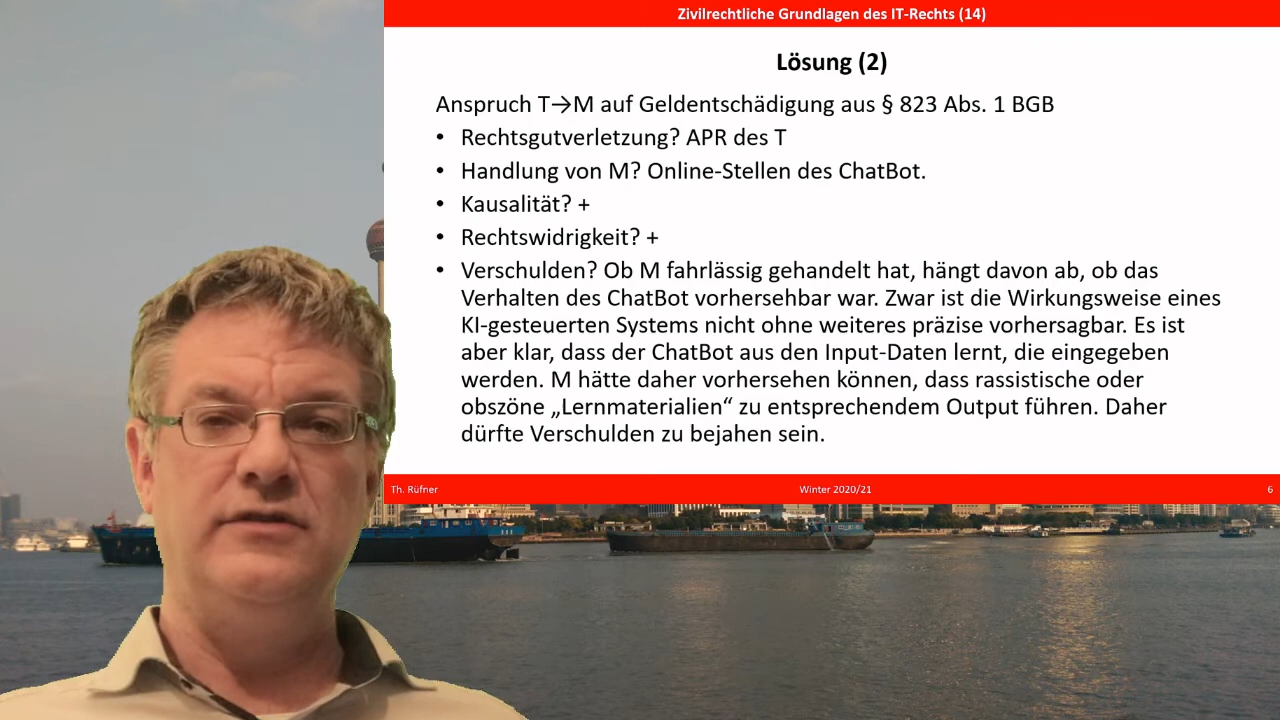 Zivilrechtliche Grundlagen des IT-Rechts (14)
Lösung (2)
Anspruch T→M auf Geldentschädigung aus § 823 Abs. 1 BGB
• Rechtsgutverletzung? APR des T
• Handlung von M? Online-Stellen des ChatBot.
• Kausalität? +
• Rechtswidrigkeit? +
• Verschulden? Ob M fahrlässig gehandelt hat, hängt davon ab, ob das
Verhalten des ChatBot vorhersehbar war. Zwar ist die Wirkungsweise eines
KI-gesteuerten Systems nicht ohne weiteres präzise vorhersagbar. Es ist
aber klar, dass der ChatBot aus den Input-Daten lernt, die eingegeben
werden. M hätte daher vorhersehen können, dass rassistische oder
obszöne „Lernmaterialien“ zu entsprechendem Output führen. Daher
dürfte Verschulden zu bejahen sein.
Th. Rüfner
Winter 2020/21
6